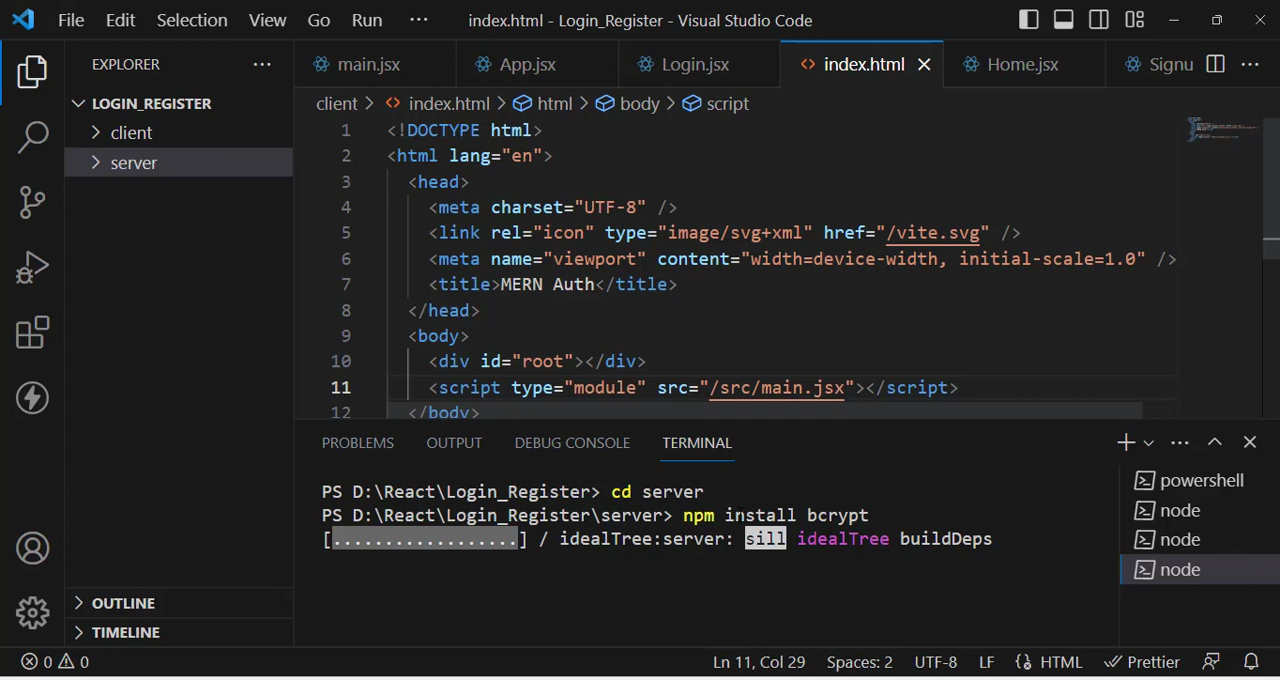 File Edit Selection View Go Run ··· index.html - Login_Register - Visual Studio Code
EXPLORER ···
LOGIN_REGISTER
client
server
main.jsx App.jsx Login.jsx index.html Home.jsx Signu ···
client > index.html > html > body > script
1 <!DOCTYPE html>
2 <html lang="en">
3 <head>
4 <meta charset="UTF-8" />
5 <link rel="icon" type="image/svg+xml" href="/vite.svg" />
6 <meta name="viewport" content="width=device-width, initial-scale=1.0" />
7 <title>MERN Auth</title>
8 </head>
9 <body>
10 <div id="root"></div>
11 <script type="module" src="/src/main.jsx"></script>
12 </body>
PROBLEMS OUTPUT DEBUG CONSOLE TERMINAL
PS D:\React\Login_Register> cd server
PS D:\React\Login_Register\server> npm install bcrypt
[..................] / idealTree:server: sill idealTree buildDeps
powershell
node
node
node
OUTLINE
TIMELINE
0 0 Ln 11, Col 29 Spaces: 2 UTF-8 LF HTML Prettier